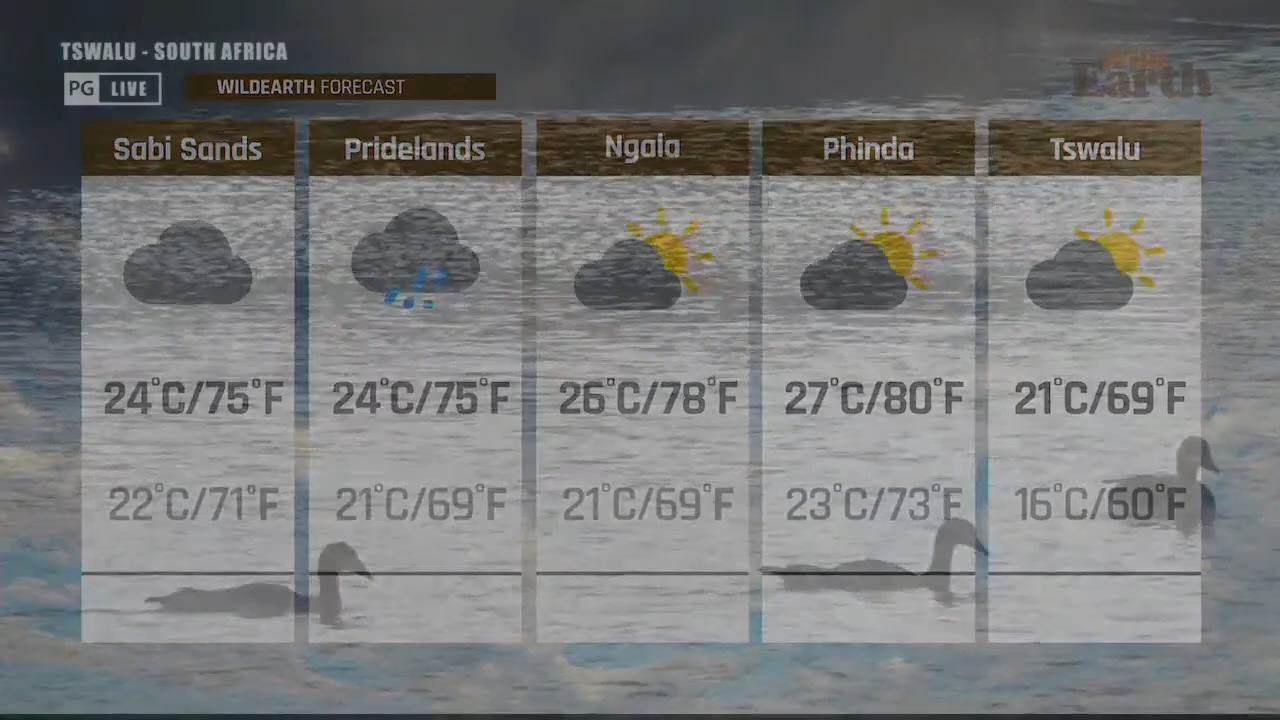 TSWALU - SOUTH AFRICA
PG LIVE
WILDEARTH FORECAST
Earth
Sabi Sands Pridelands Ngala Phinda Tswalu
24°C/75°F 24°C/75°F 26°C/78°F 27°C/80°F 21°C/69°F
22°C/71°F 21°C/69°F 21°C/69°F 23°C/73°F 16°C/60°F